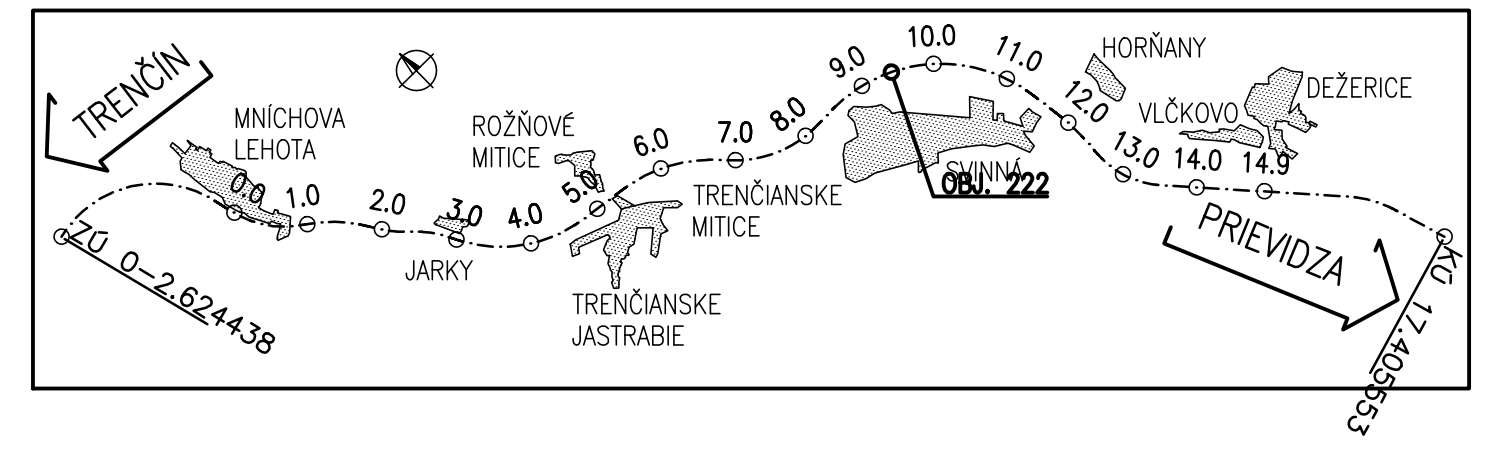 TRENČÍN
MNÍCHOVA
LEHOTA
0.0
1.0
2.0
3.0
4.0
5.0
6.0
7.0
8.0
9.0
10.0
11.0
12.0
13.0
14.0
14.9
ZÚ 0-2.624438
JARKY
ROŽŇOVÉ
MITICE
TRENČIANSKE
JASTRABIE
TRENČIANSKE
MITICE
SVINNÁ
OBJ. 222
HORŇANY
VLČKOVO
DEŽERICE
PRIEVIDZA
KÚ 17.405553